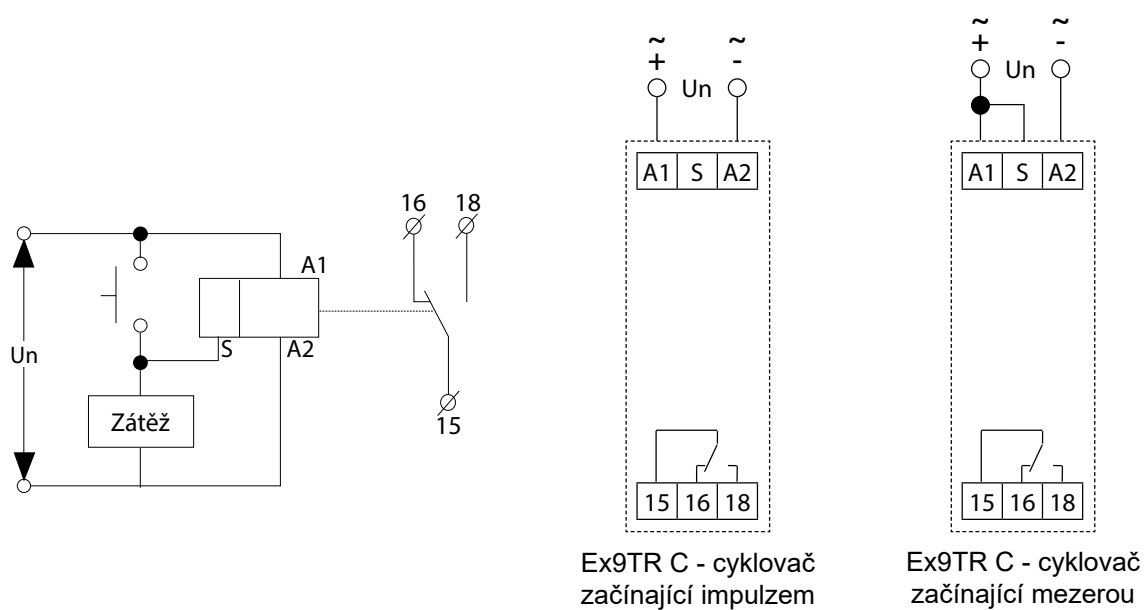 16 18
A1
Un
S A2
Zátěž
15
~ ~
+ Un -
A1 S A2
15 16 18
Ex9TR C - cyklovač
začínající impulzem
~ ~
+ Un -
A1 S A2
15 16 18
Ex9TR C - cyklovač
začínající mezerou